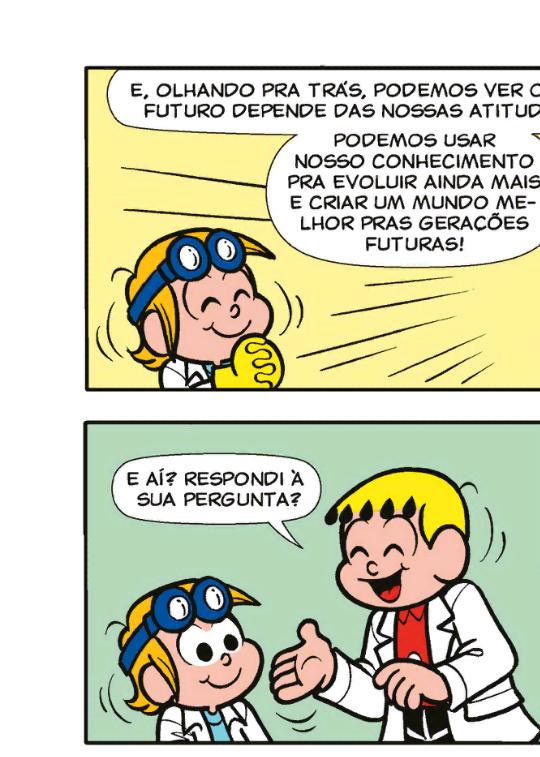 E, OLHANDO PRA TRÁS, PODEMOS VER
FUTURO DEPENDE DAS NOSSAS
PODEMOS USAR
NOSSO CONHECIMENTO
PRA EVOLUIR AINDA MAIS
E CRIAR UM MUNDO ME-
LHOR PRAS GERAÇÕES
FUTURAS!
E AÍ? RESPONDI À
SUA PERGUNTA?